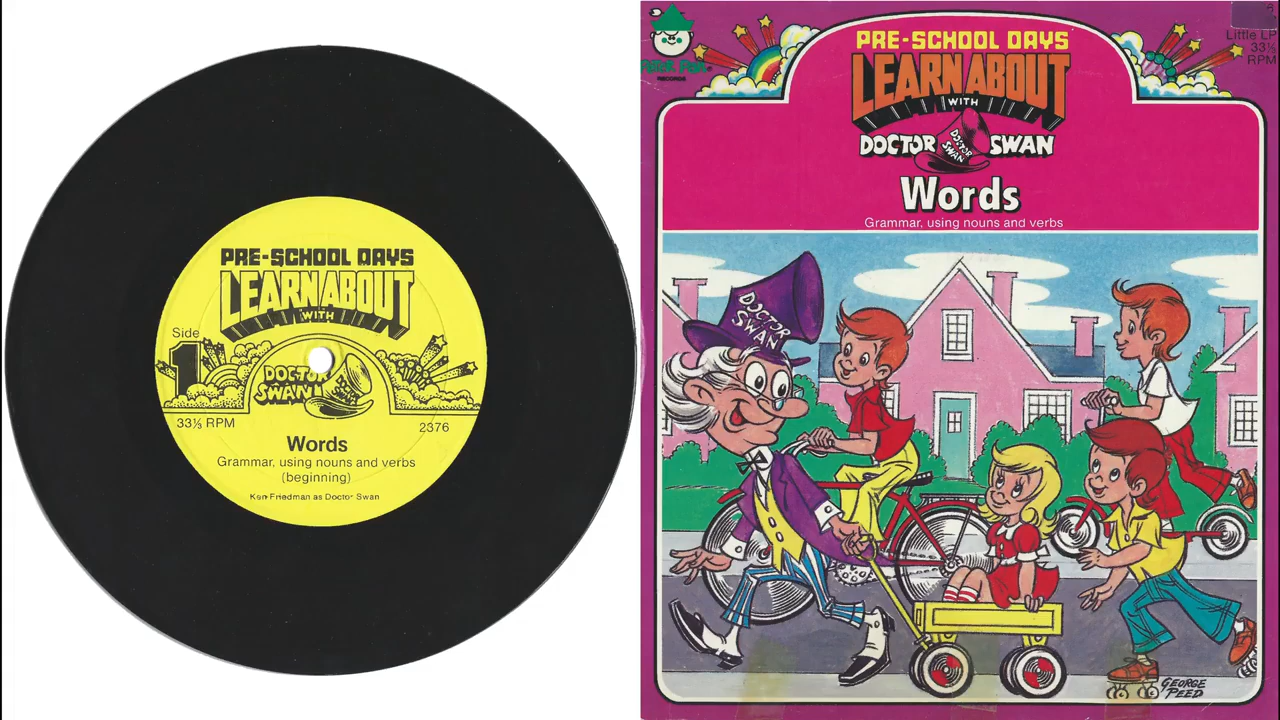 PRE-SCHOOL DAYS
LEARN ABOUT
WITH
Side
1
DOCTOR
SWAN
33⅓ RPM
2376
Words
Grammar, using nouns and verbs
(beginning)
Ken Friedman as Doctor Swan
Peter Pan
RECORDS
Little LP
33⅓
RPM
PRE-SCHOOL DAYS
LEARN ABOUT
WITH
DOCTOR SWAN
DOCTOR
SWAN
Words
Grammar, using nouns and verbs
DOCTOR
SWAN
GEORGE
PEED